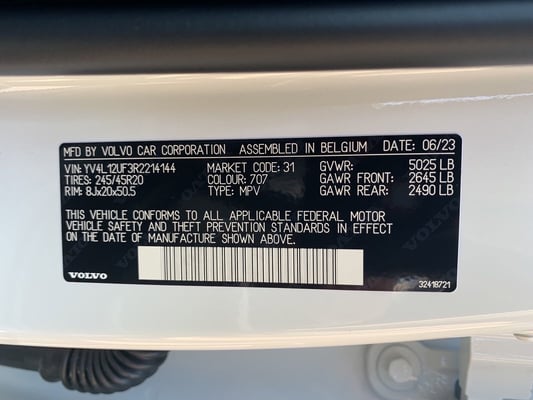 MFD BY VOLVO CAR CORPORATION ASSEMBLED IN BELGIUM DATE: 06/23
VIN: YV4L12UF3R2214144 MARKET CODE: 31 GVWR: 5025 LB
TIRES: 245/45R20 COLOUR: 707 GAWR FRONT: 2645 LB
RIM: 8Jx20x50.5 TYPE: MPV GAWR REAR: 2490 LB
THIS VEHICLE CONFORMS TO ALL APPLICABLE FEDERAL MOTOR
VEHICLE SAFETY AND THEFT PREVENTION STANDARDS IN EFFECT
ON THE DATE OF MANUFACTURE SHOWN ABOVE.
VOLVO 32418721